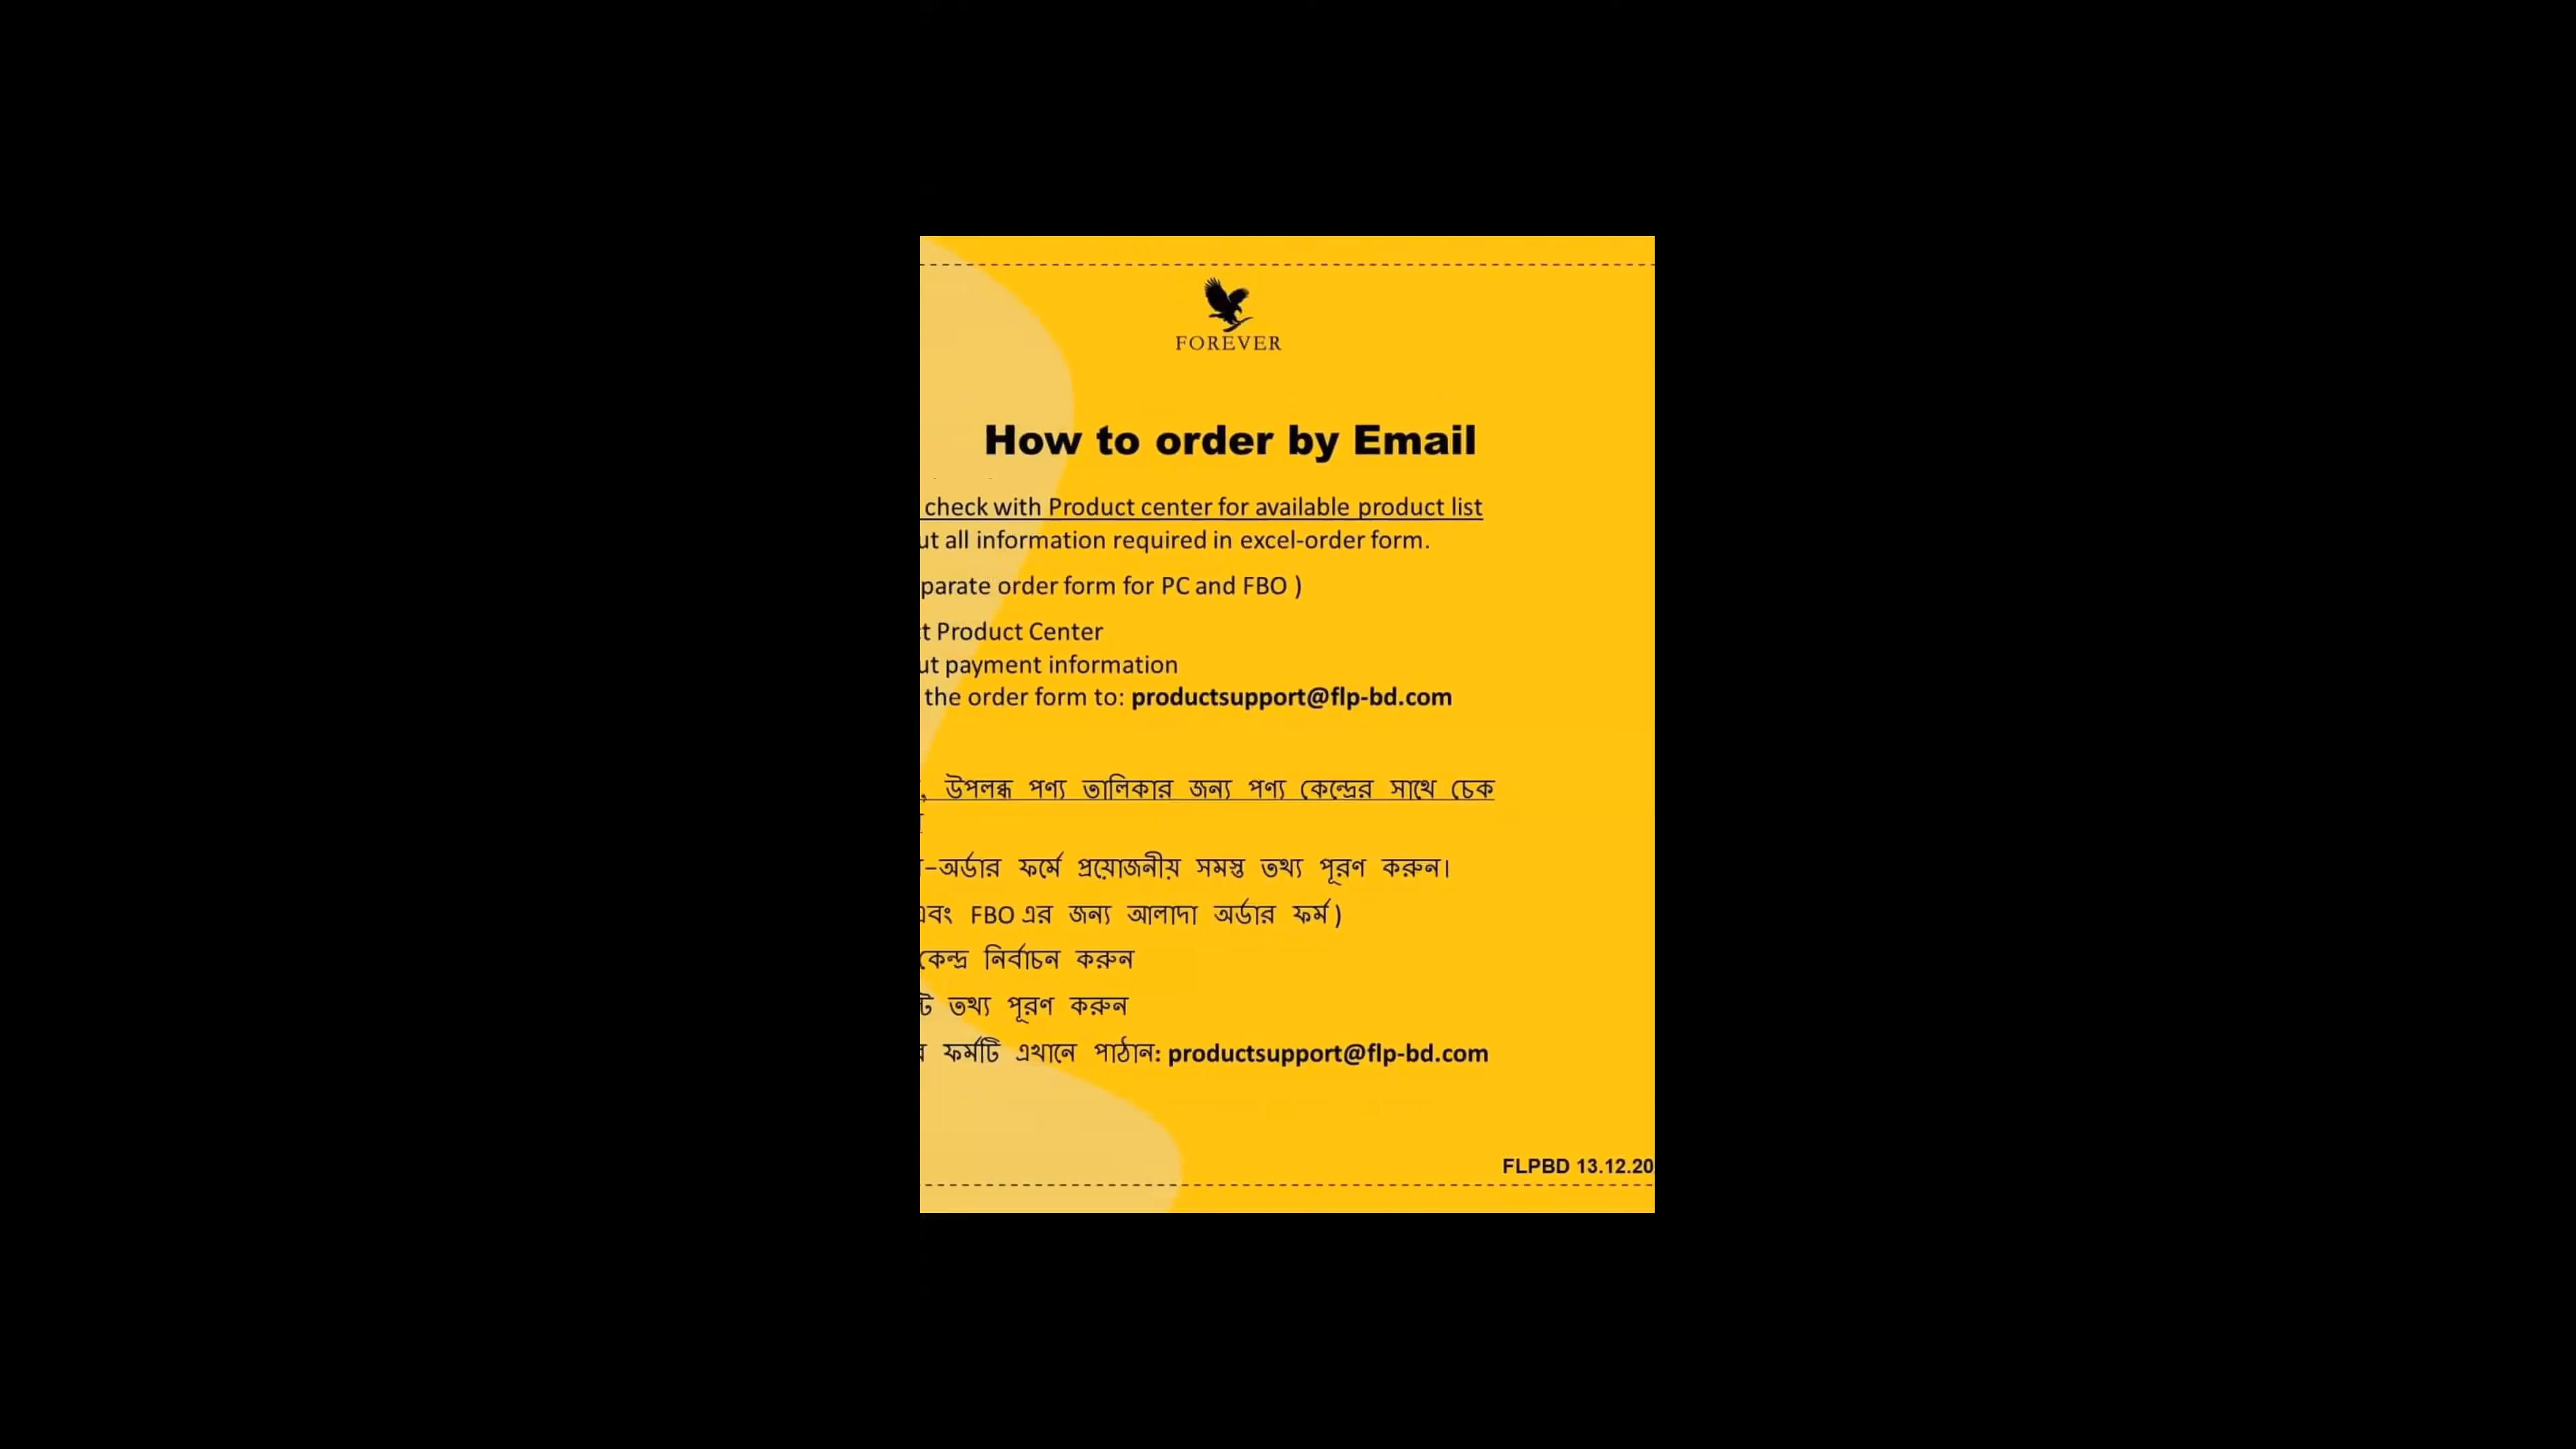 FOREVER
How to order by Email
check with Product center for available product list
all information required in excel-order form.
order form for PC and FBO )
Product Center
payment information
the order form to: productsupport@flp-bd.com
উপলব্ধ পণ্য তালিকার জন্য পণ্য কেন্দ্রের সাথে চেক
-অর্ডার ফর্মে প্রয়োজনীয় সমস্ত তথ্য পূরণ করুন।
FBO এর জন্য আলাদা অর্ডার ফর্ম )
কেন্দ্র নির্বাচন করুন
তথ্য পূরণ করুন
ফর্মটি এখানে পাঠান: productsupport@flp-bd.com
FLPBD 13.12.20